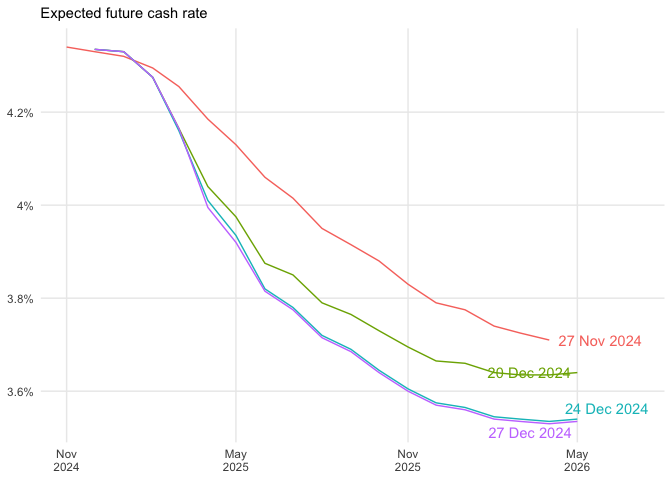 Expected future cash rate
4.2%
4%
3.8%
3.6%
27 Nov 2024
20 Dec 2024
24 Dec 2024
27 Dec 2024
Nov
2024
May
2025
Nov
2025
May
2026